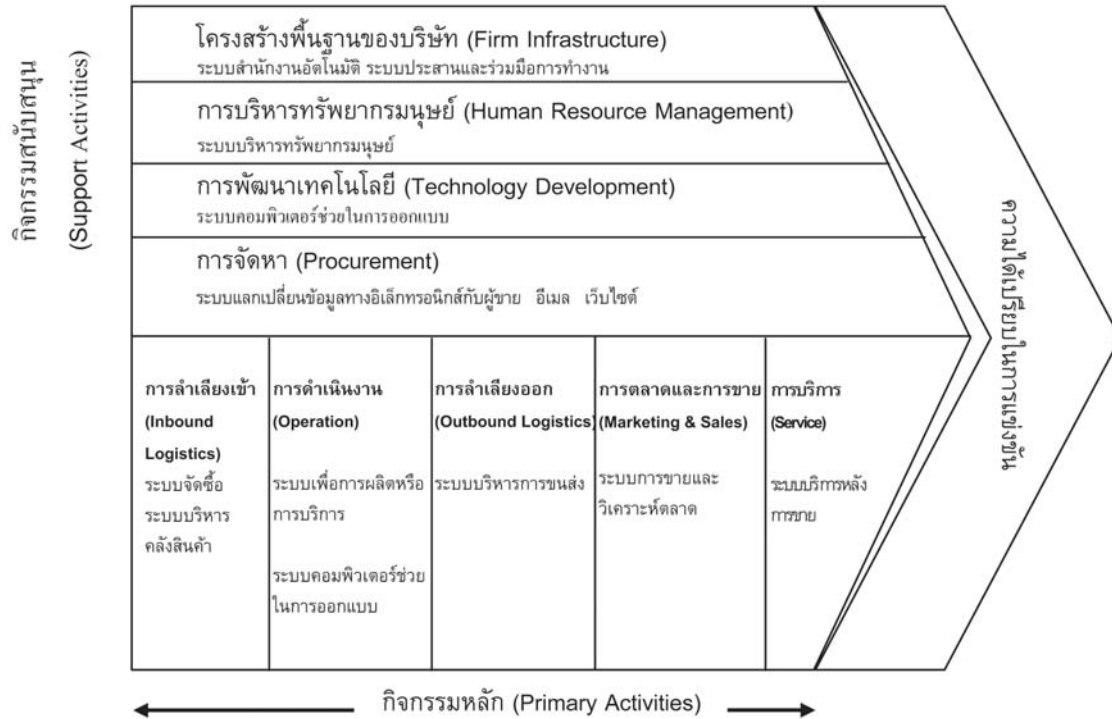 กิจกรรมสนับสนุน
(Support Activities)
โครงสร้างพื้นฐานของบริษัท (Firm Infrastructure)
ระบบสำนักงานอัตโนมัติ ระบบประสานและร่วมมือการทำงาน
การบริหารทรัพยากรมนุษย์ (Human Resource Management)
ระบบบริหารทรัพยากรมนุษย์
การพัฒนาเทคโนโลยี (Technology Development)
ระบบคอมพิวเตอร์ช่วยในการออกแบบ
การจัดหา (Procurement)
ระบบแลกเปลี่ยนข้อมูลทางอิเล็กทรอนิกส์กับผู้ขาย อีเมล เว็บไซต์
การลำเลียงเข้า
(Inbound
Logistics)
ระบบจัดซื้อ
ระบบบริหาร
คลังสินค้า
การดำเนินงาน
(Operation)
ระบบเพื่อการผลิตหรือ
การบริการ
ระบบคอมพิวเตอร์ช่วย
ในการออกแบบ
การลำเลียงออก
(Outbound Logistics)
ระบบบริหารการขนส่ง
การตลาดและการขาย
(Marketing & Sales)
ระบบการขายและ
วิเคราะห์ตลาด
การบริการ
(Service)
ระบบบริการหลัง
การขาย
ความได้เปรียบในการแข่งขัน
กิจกรรมหลัก (Primary Activities)